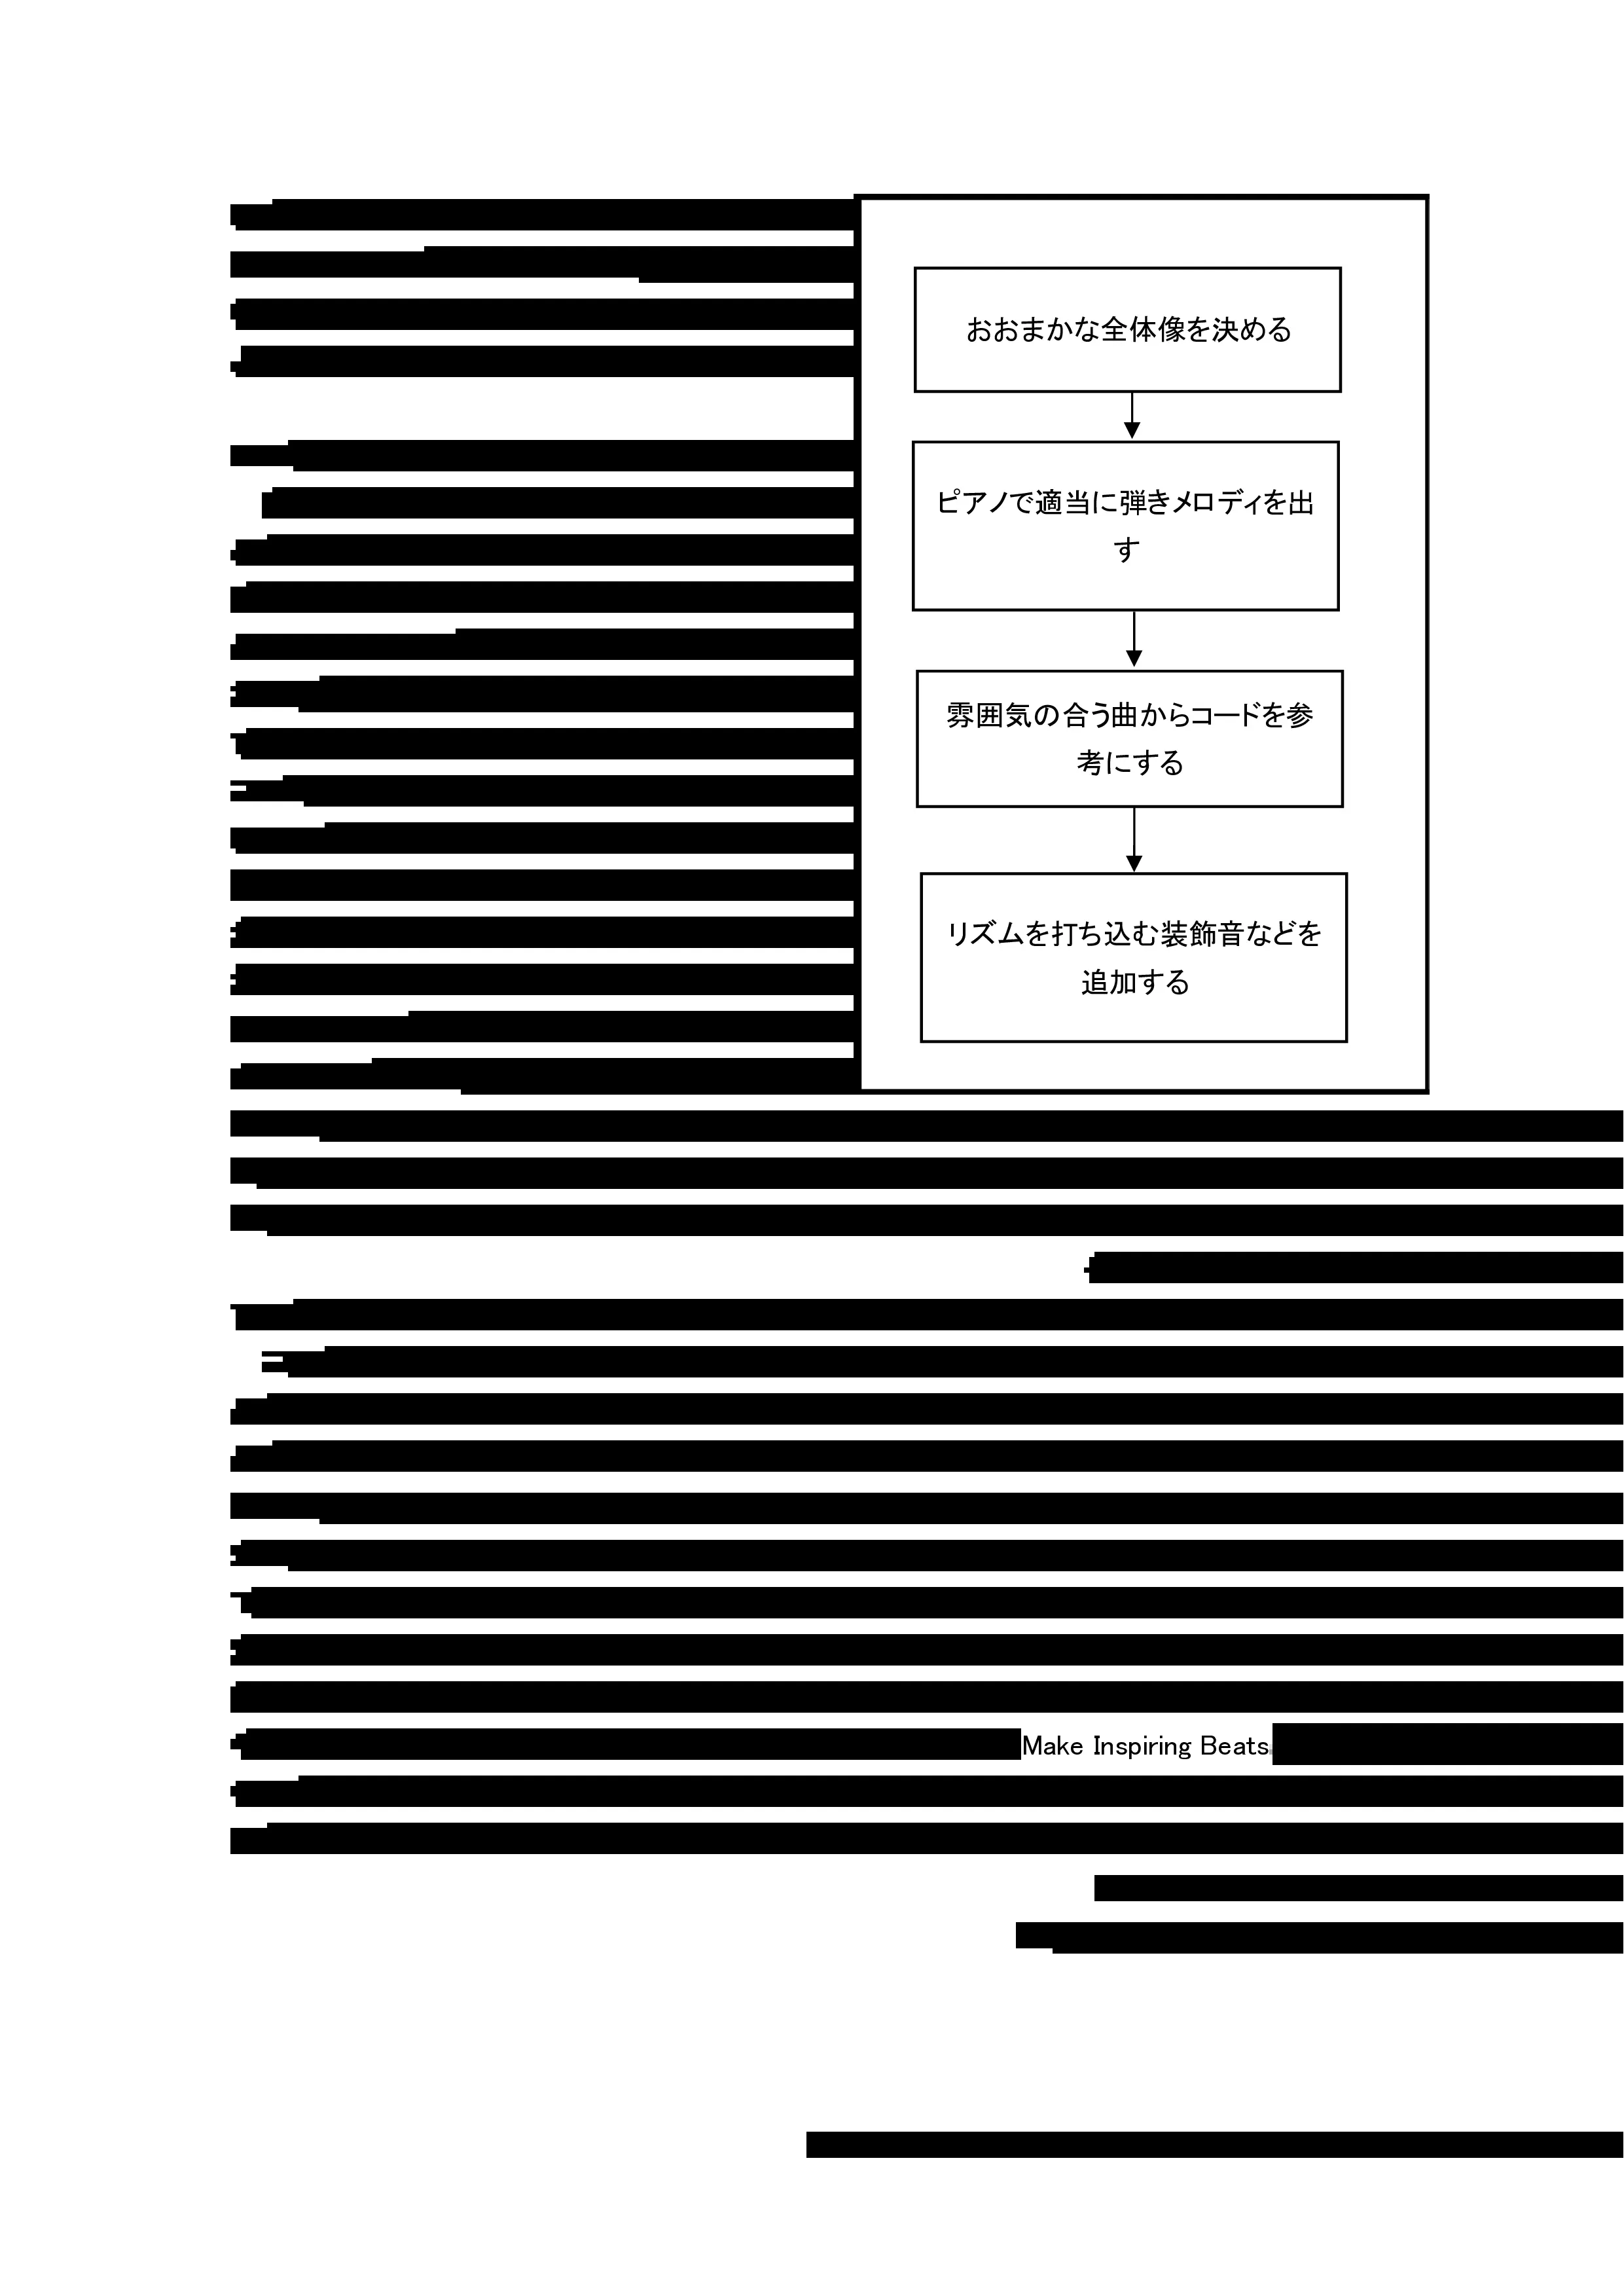 おおまかな全体像を決める
ピアノで適当に弾きメロディを出
す
雰囲気の合う曲からコードを参
考にする
リズムを打ち込む装飾音などを
追加する
Make Inspiring Beats